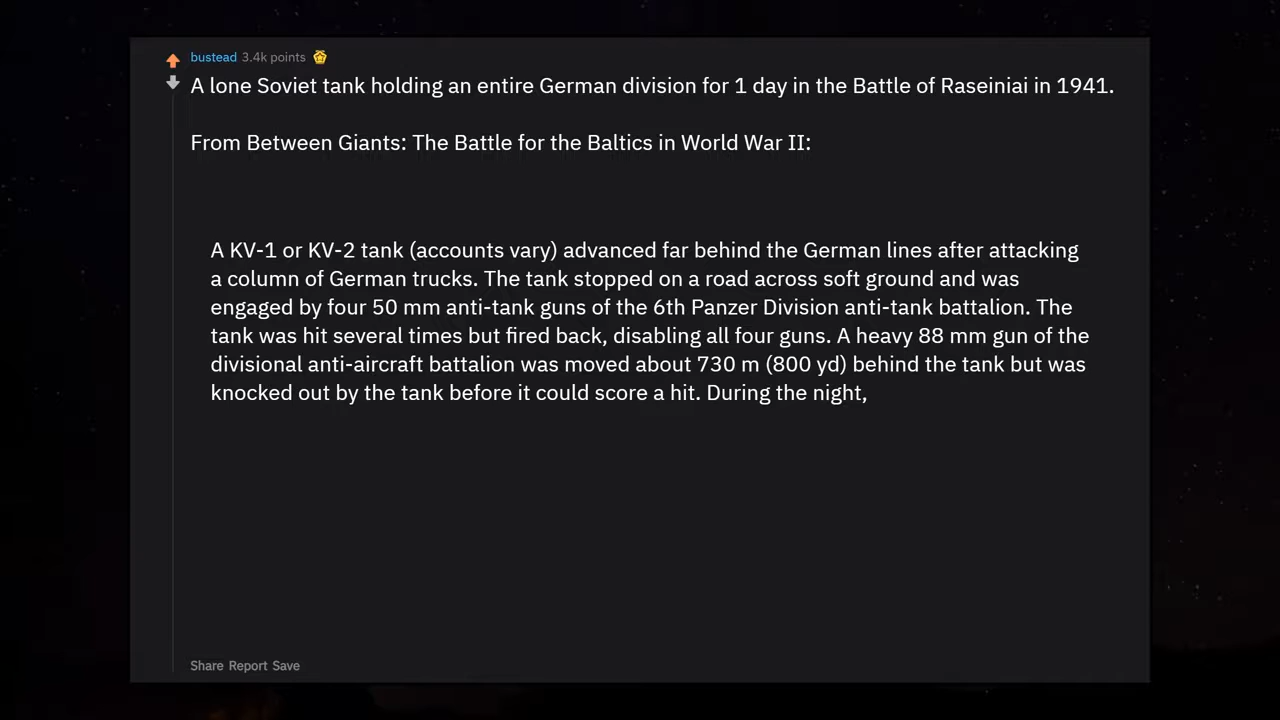 bustead 3.4k points
A lone Soviet tank holding an entire German division for 1 day in the Battle of Raseiniai in 1941.
From Between Giants: The Battle for the Baltics in World War II:
A KV-1 or KV-2 tank (accounts vary) advanced far behind the German lines after attacking
a column of German trucks. The tank stopped on a road across soft ground and was
engaged by four 50 mm anti-tank guns of the 6th Panzer Division anti-tank battalion. The
tank was hit several times but fired back, disabling all four guns. A heavy 88 mm gun of the
divisional anti-aircraft battalion was moved about 730 m (800 yd) behind the tank but was
knocked out by the tank before it could score a hit. During the night,
Share Report Save